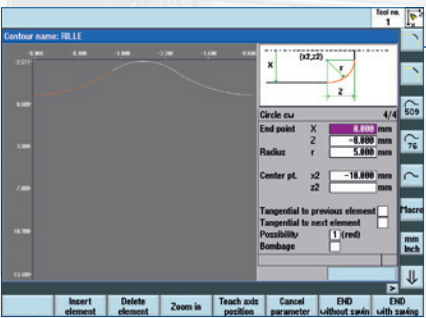 Tool no.
1
Contour name: RILLE
(x2,z2)
r
X
Z
Circle cw 4/4
End point X 0.000 mm
Z -0.000 mm
Radius r 5.000 mm
Center pt. x2 -10.000 mm
z2 mm
Tangential to previous element
Tangential to next element
Possibility 1 (red)
Bombage
509
76
Macro
mm
Inch
Insert element
Delete element
Zoom in
Teach axis position
Cancel parameter
END without savin
END with saving